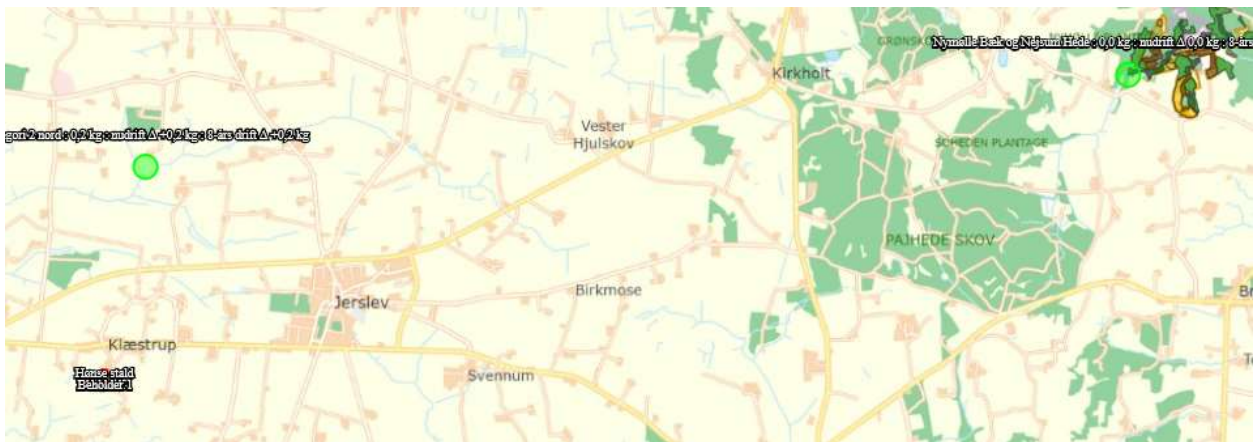 GRØNSKO
Nymølle Bæk og Nejsum Hede : 0,0 kg : nudrift Δ 0,0 kg : 8-års
Kirkholt
Vester
Hjulskov
gori 2 nord : 0,2 kg : nudrift Δ +0,2 kg : 8-års drift Δ +0,2 kg
SCHEDEN PLANTAGE
PAJHEDE SKOV
Birkmose
Jerslev
Klæstrup
Hønse stald
Beholder 1
Svennum